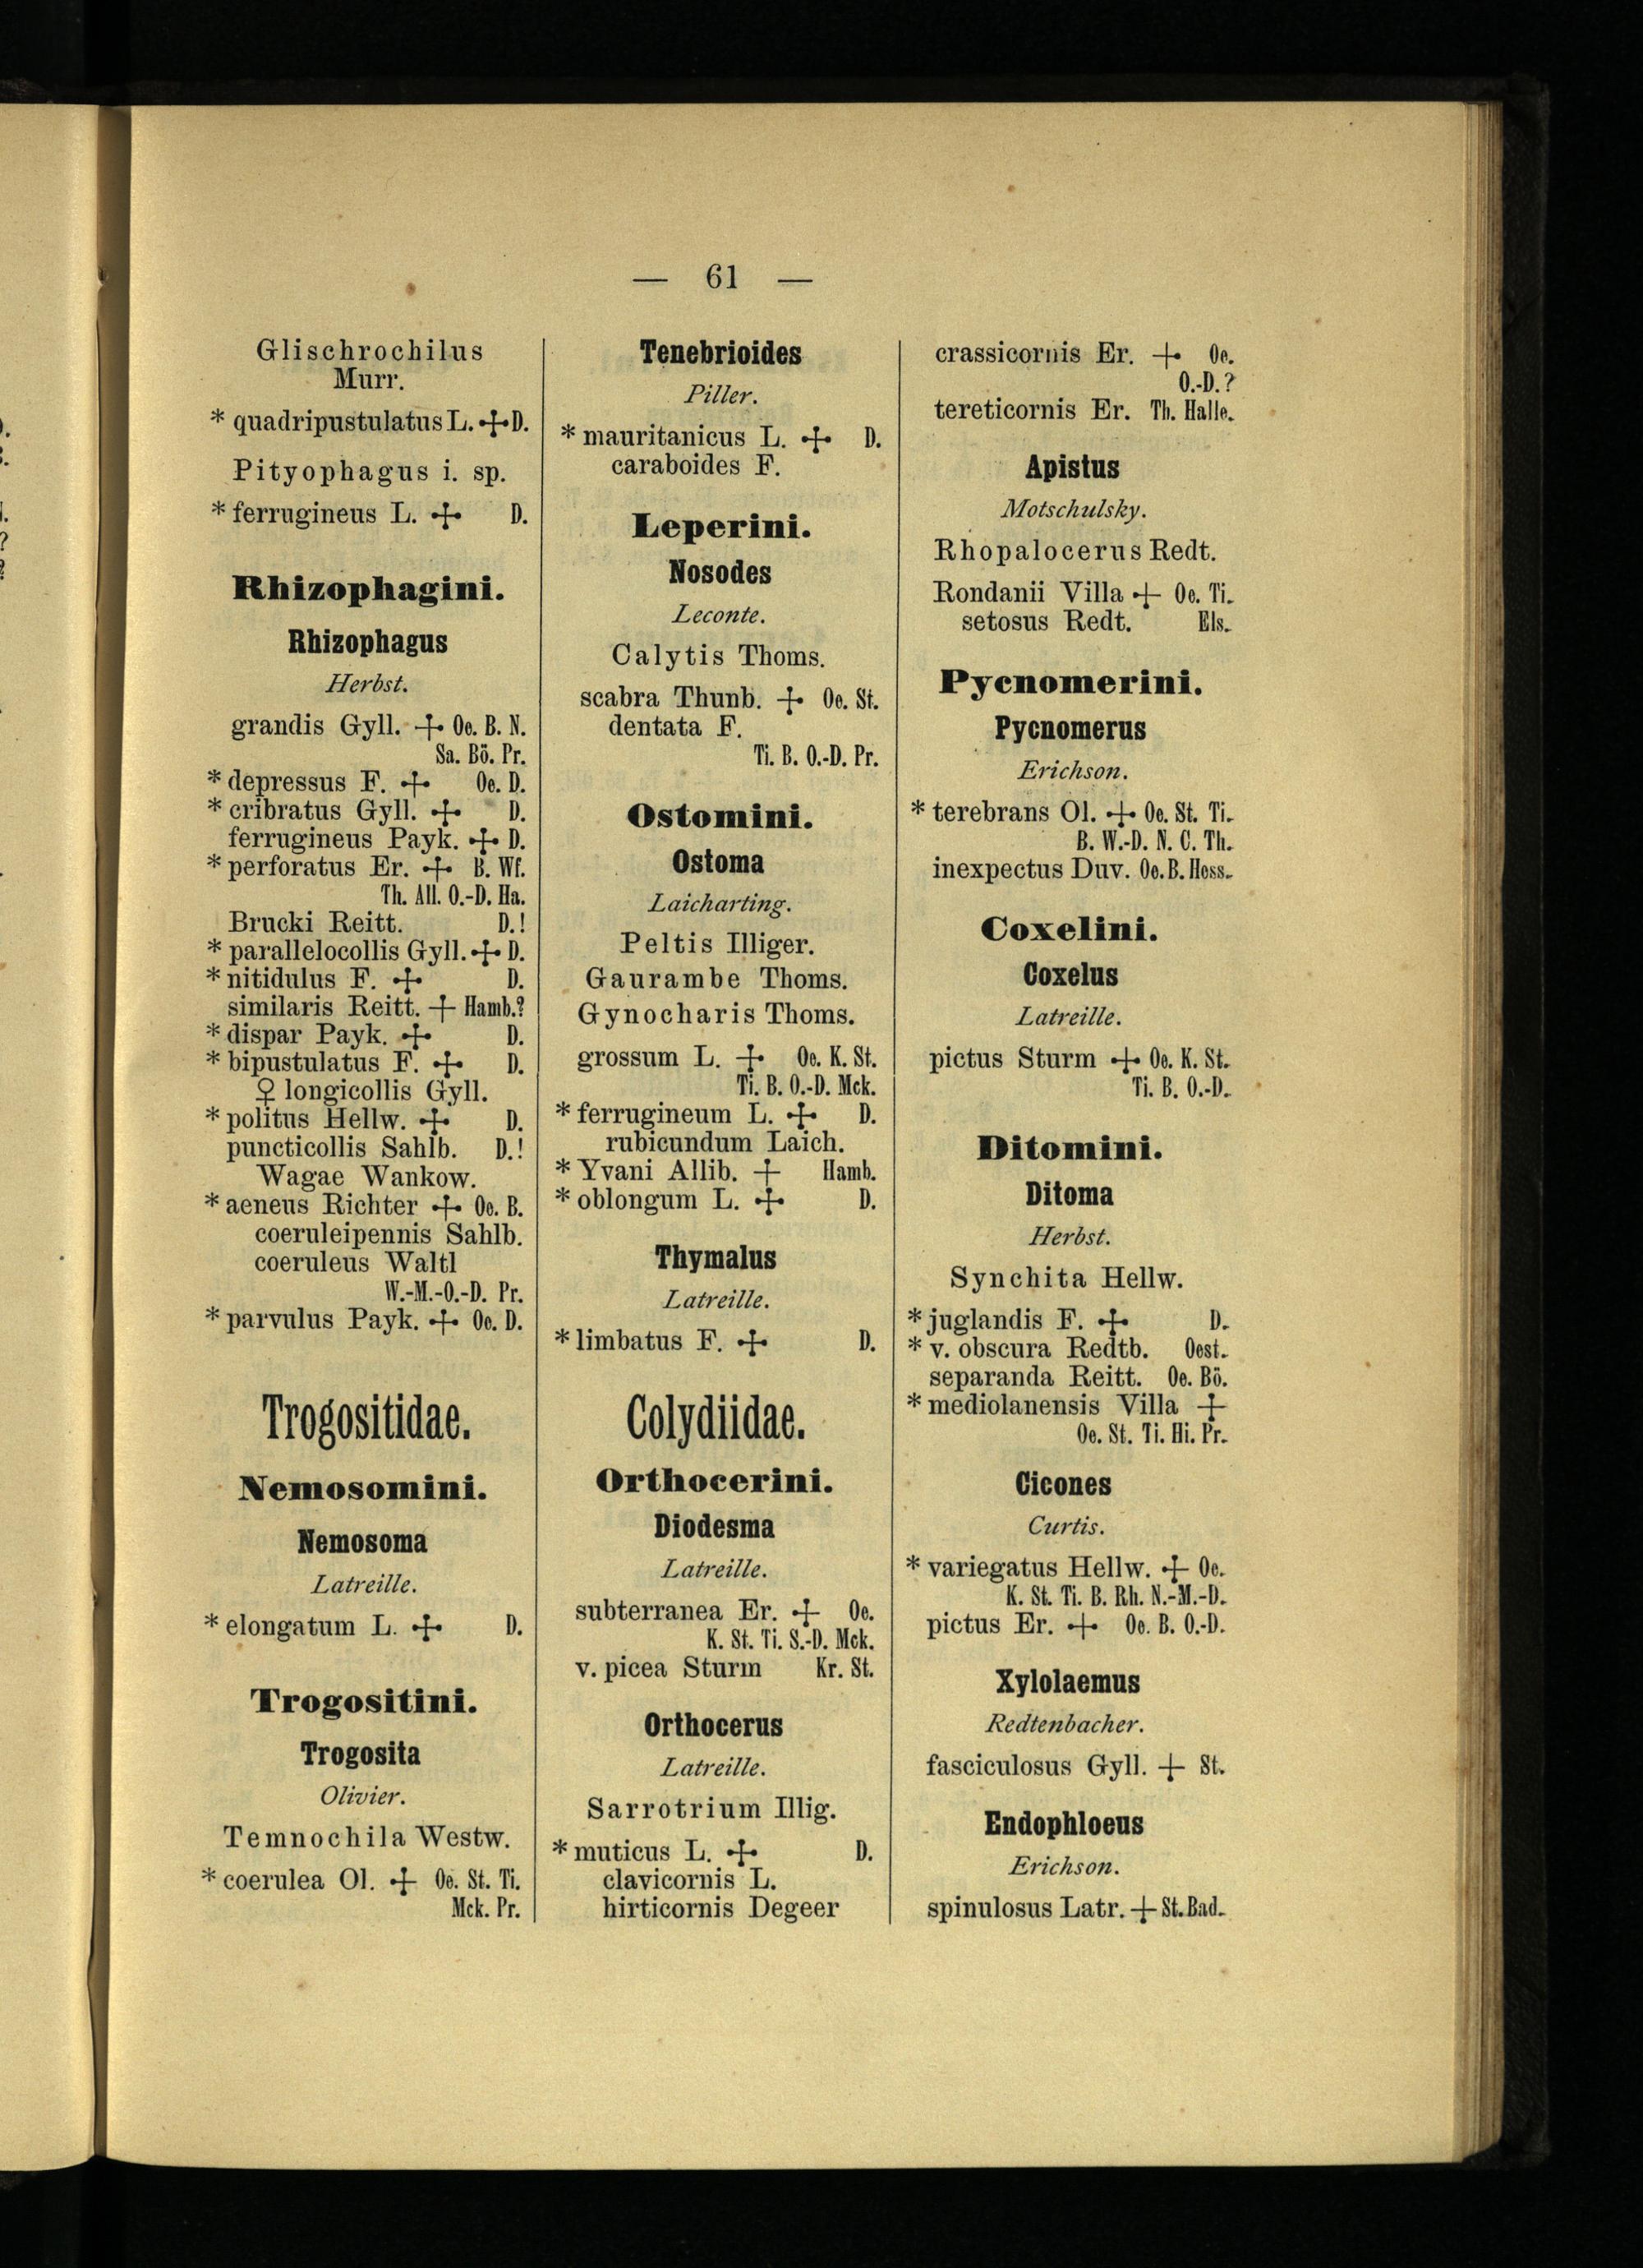 — 61 —
Glischrochilus
Murr.
* quadripustulatus L. + D.
Pityophagus i. sp.
* ferrugineus L. + D.
Rhizophagini.
Rhizophagus
Herbst.
grandis Gyll. + Oe. B. N.
Sa. Bö. Pr.
* depressus F. + Oe. D.
* cribratus Gyll. + D.
ferrugineus Payk. + D.
* perforatus Er. + B. Wf.
Th. All. O.-D. Ha.
Brucki Reitt. D.!
* parallelocollis Gyll. + D.
* nitidulus F. + D.
similaris Reitt. + Hamb.?
* dispar Payk. + D.
* bipustulatus F. + D.
♀ longicollis Gyll.
* politus Hellw. + D.
puncticollis Sahlb. D.!
Wagae Wankow.
* aeneus Richter + Oe. B.
coeruleipennis Sahlb.
coeruleus Waltl
W.-M.-O.-D. Pr.
* parvulus Payk. + Oe. D.
Trogositidae.
Nemosomini.
Nemosoma
Latreille.
* elongatum L. + D.
Trogositini.
Trogosita
Olivier.
Temnochila Westw.
* coerulea Ol. + Oe. St. Ti.
Mck. Pr.
Tenebrioides
Piller.
* mauritanicus L. + D.
caraboides F.
Leperini.
Nosodes
Leconte.
Calytis Thoms.
scabra Thunb. + Oe. St.
dentata F.
Ti. B. O.-D. Pr.
Ostomini.
Ostoma
Laicharting.
Peltis Illiger.
Gaurambe Thoms.
Gynocharis Thoms.
grossum L. + Oe. K. St.
Ti. B. O.-D. Mck.
* ferrugineum L. + D.
rubicundum Laich.
* Yvani Allib. + Hamb.
* oblongum L. + D.
Thymalus
Latreille.
* limbatus F. + D.
Colydiidae.
Orthocerini.
Diodesma
Latreille.
subterranea Er. + Oe.
K. St. Ti. S.-D. Mck.
v. picea Sturm Kr. St.
Orthocerus
Latreille.
Sarrotrium Illig.
* muticus L. + D.
clavicornis L.
hirticornis Degeer
crassicornis Er. + Oe.
O.-D.?
tereticornis Er. Th. Halle.
Apistus
Motschulsky.
Rhopalocerus Redt.
Rondanii Villa + Oe. Ti.
setosus Redt. Els.
Pycnomerini.
Pycnomerus
Erichson.
* terebrans Ol. + Oe. St. Ti.
B. W.-D. N. C. Th.
inexpectus Duv. Oe. B. Hess.
Coxelini.
Coxelus
Latreille.
pictus Sturm + Oe. K. St.
Ti. B. O.-D.
Ditomini.
Ditoma
Herbst.
Synchita Hellw.
* juglandis F. + D.
* v. obscura Redtb. Oest.
separanda Reitt. Oe. Bö.
* mediolanensis Villa +
Oe. St. Ti. Hi. Pr.
Cicones
Curtis.
* variegatus Hellw. + Oe.
K. St. Ti. B. Rh. N.-M.-D.
pictus Er. + Oe. B. O.-D.
Xylolaemus
Redtenbacher.
fasciculosus Gyll. + St.
Endophloeus
Erichson.
spinulosus Latr. + St. Bad.